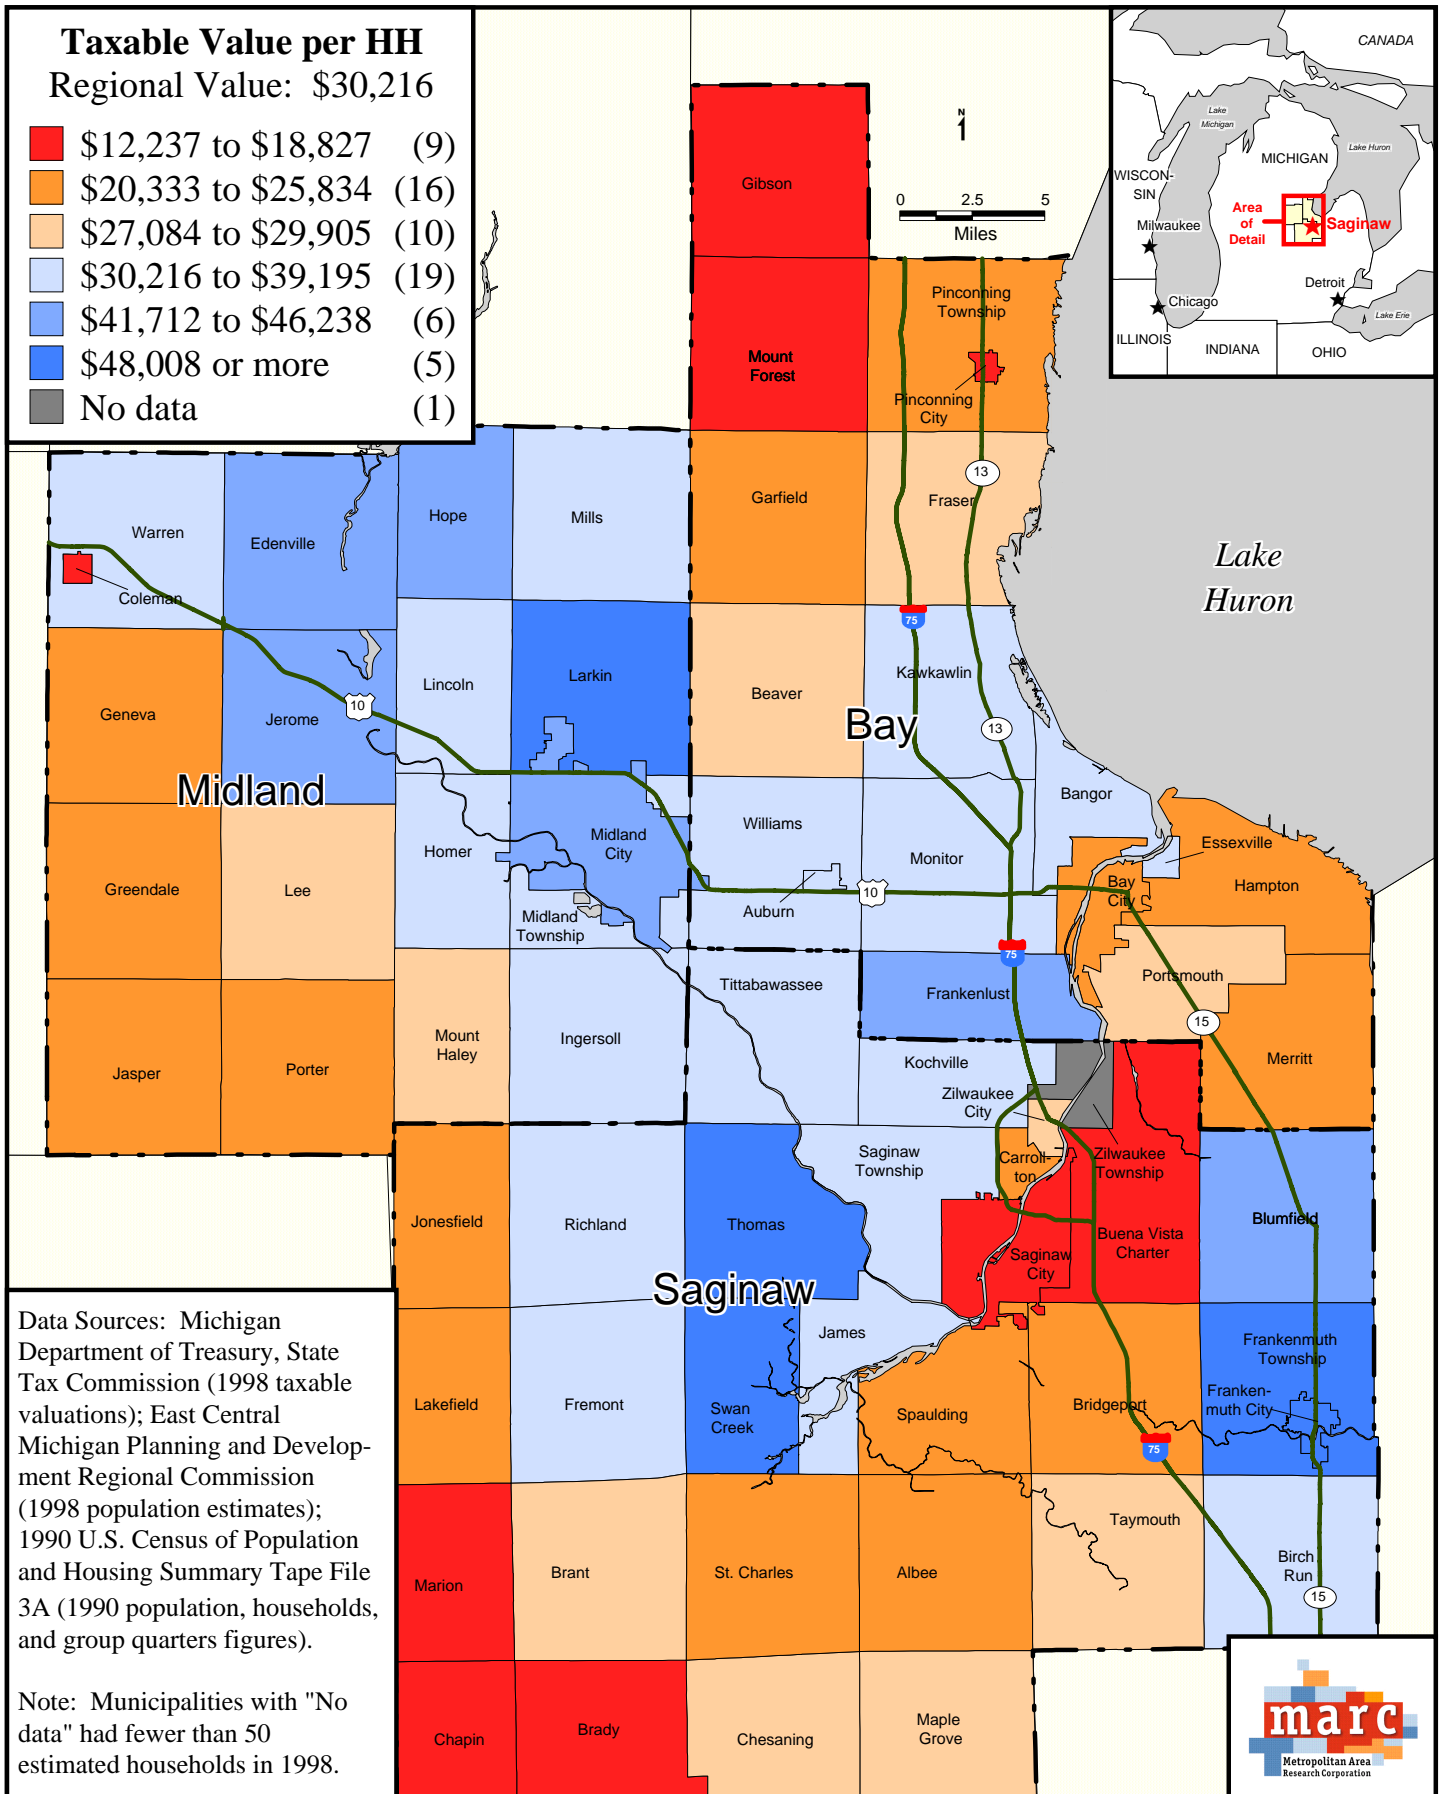 Taxable Value per HH
Regional Value: $30,216
$12,237 to $18,827 (9)
$20,333 to $25,834 (16)
$27,084 to $29,905 (10)
$30,216 to $39,195 (19)
$41,712 to $46,238 (6)
$48,008 or more (5)
No data (1)
N
0 2.5 5
Miles
CANADA
Lake
Michigan
Lake Huron
MICHIGAN
WISCON-
SIN
Milwaukee
Area
of
Detail
Saginaw
Detroit
Chicago
Lake Erie
ILLINOIS
INDIANA
OHIO
Gibson
Pinconning
Township
Mount
Forest
Pinconning
City
13
Garfield
Fraser
Warren
Edenville
Hope
Mills
Coleman
Lake
Huron
75
Geneva
Jerome
10
Lincoln
Larkin
Beaver
Kawkawlin
Bay
13
Midland
Bangor
Williams
Midland
City
Homer
Monitor
Essexville
Greendale
Lee
10
Bay
City
Hampton
Auburn
Midland
Township
75
Portsmouth
Tittabawassee
Frankenlust
15
Mount
Haley
Ingersoll
Jasper
Porter
Kochville
Merritt
Zilwaukee
City
Saginaw
Township
Carroll-
ton
Zilwaukee
Township
Jonesfield
Richland
Thomas
Blumfield
Buena Vista
Charter
Saginaw
City
Saginaw
James
Frankenmuth
Township
Lakefield
Fremont
Swan
Creek
Spaulding
Bridgeport
Franken-
muth City
75
Taymouth
Marion
Brant
St. Charles
Albee
Birch
Run
15
Chapin
Brady
Chesaning
Maple
Grove
Data Sources: Michigan
Department of Treasury, State
Tax Commission (1998 taxable
valuations); East Central
Michigan Planning and Develop-
ment Regional Commission
(1998 population estimates);
1990 U.S. Census of Population
and Housing Summary Tape File
3A (1990 population, households,
and group quarters figures).
Note: Municipalities with "No
data" had fewer than 50
estimated households in 1998.
marc
Metropolitan Area
Research Corporation